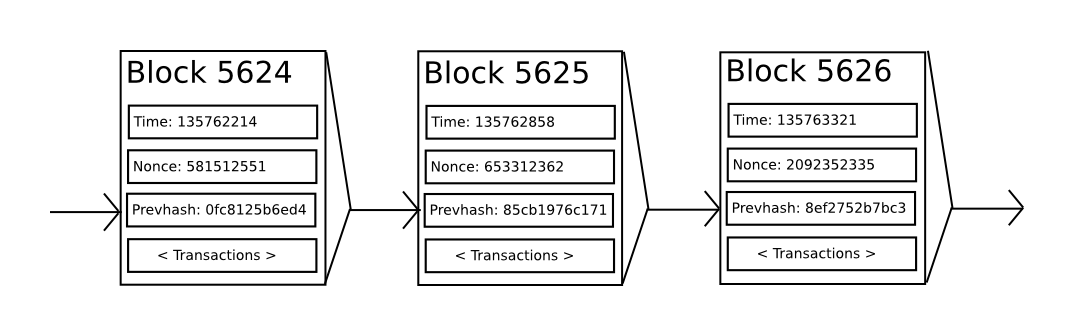 Block 5624
Time: 135762214
Nonce: 581512551
Prevhash: 0fc8125b6ed4
< Transactions >
Block 5625
Time: 135762858
Nonce: 653312362
Prevhash: 85cb1976c171
< Transactions >
Block 5626
Time: 135763321
Nonce: 2092352335
Prevhash: 8ef2752b7bc3
< Transactions >